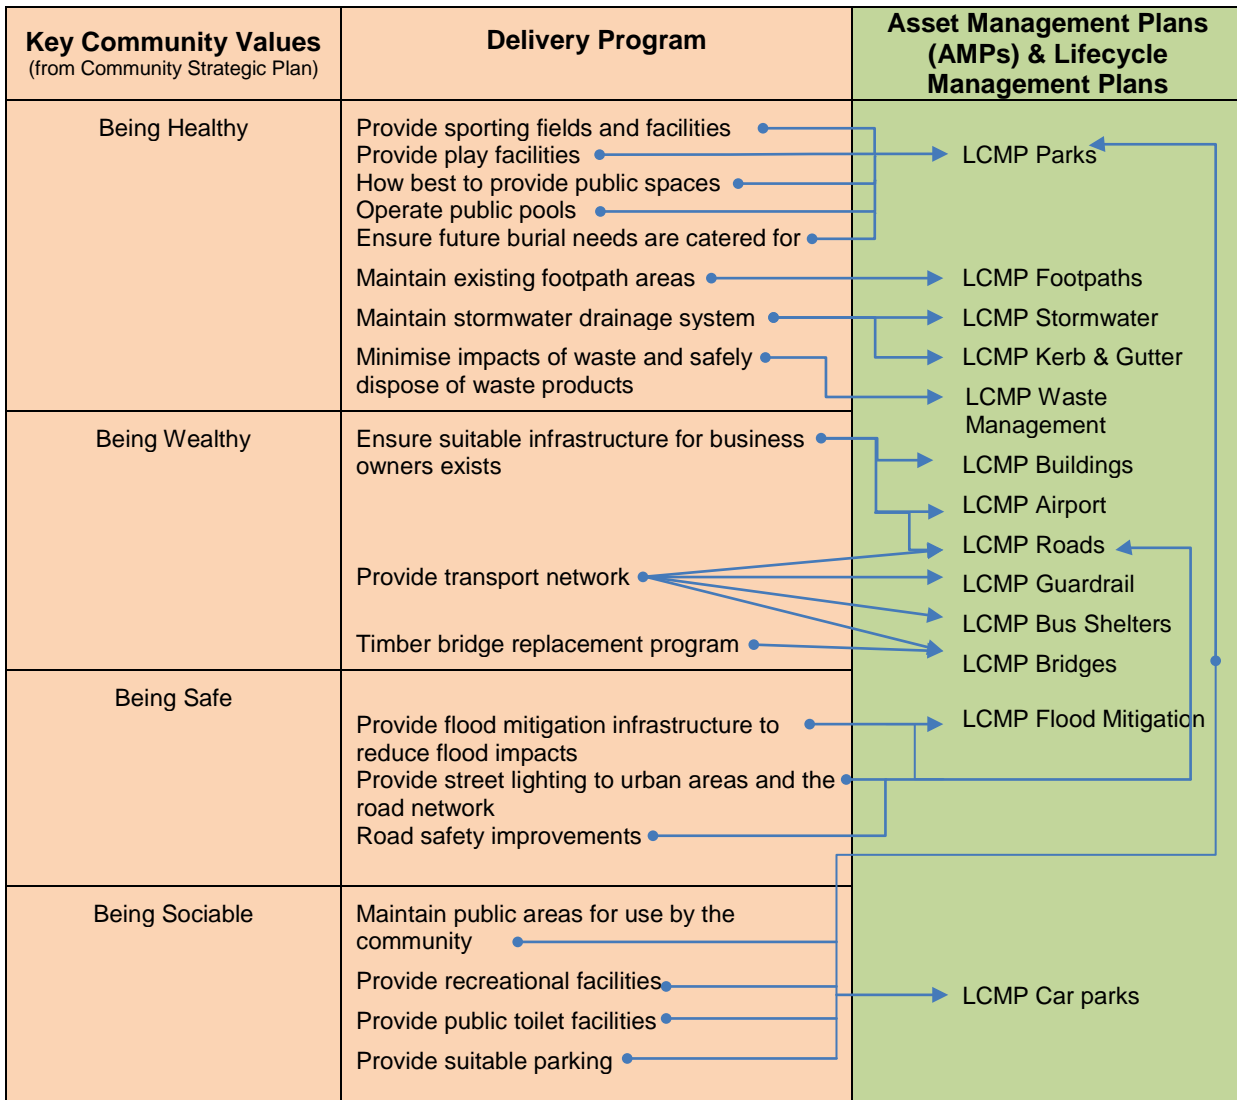 Key Community Values
(from Community Strategic Plan)
Delivery Program
Asset Management Plans
(AMPs) & Lifecycle
Management Plans
Being Healthy
Provide sporting fields and facilities
Provide play facilities
How best to provide public spaces
Operate public pools
Ensure future burial needs are catered for
Maintain existing footpath areas
Maintain stormwater drainage system
Minimise impacts of waste and safely
dispose of waste products
LCMP Parks
LCMP Footpaths
LCMP Stormwater
LCMP Kerb & Gutter
LCMP Waste
Management
Being Wealthy
Ensure suitable infrastructure for business
owners exists
Provide transport network
Timber bridge replacement program
LCMP Buildings
LCMP Airport
LCMP Roads
LCMP Guardrail
LCMP Bus Shelters
LCMP Bridges
Being Safe
Provide flood mitigation infrastructure to
reduce flood impacts
Provide street lighting to urban areas and the
road network
Road safety improvements
LCMP Flood Mitigation
Being Sociable
Maintain public areas for use by the
community
Provide recreational facilities
Provide public toilet facilities
Provide suitable parking
LCMP Car parks